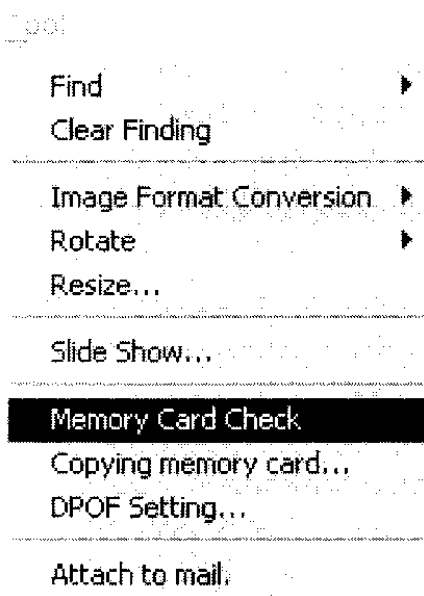 Tool
Find
Clear Finding
Image Format Conversion
Rotate
Resize...
Slide Show...
Memory Card Check
Copying memory card...
DPOF Setting...
Attach to mail.